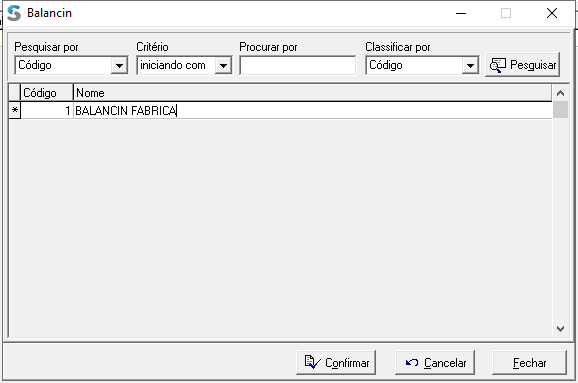 Balancin
Pesquisar por Critério Procurar por Classificar por
Código iniciando com Código Pesquisar
Código Nome
* 1 BALANCIN FABRICA
Confirmar Cancelar Fechar